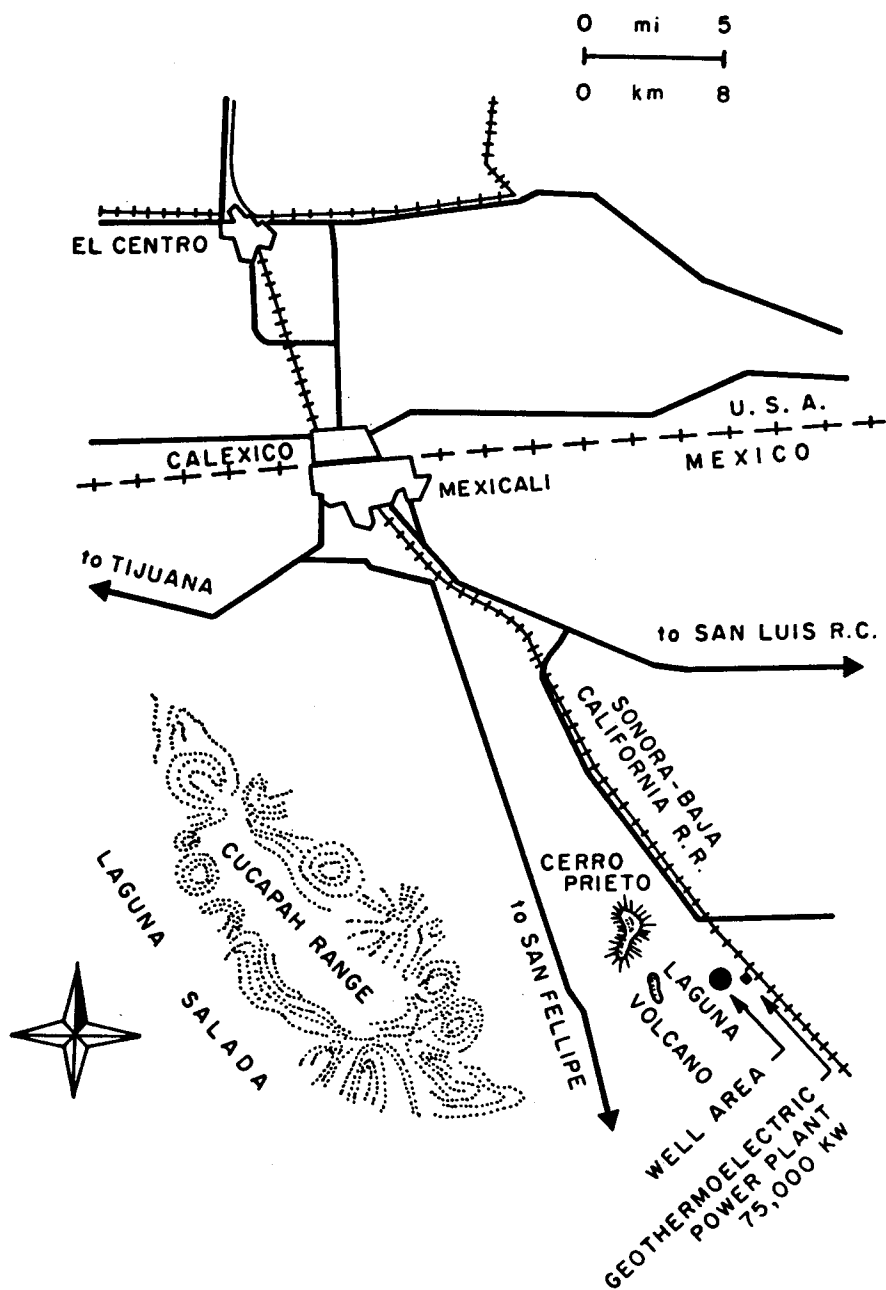 0 mi 5
0 km 8
EL CENTRO
U. S. A.
CALEXICO
MEXICO
MEXICALI
to TIJUANA
to SAN LUIS R.C.
SONORA-BAJA
CALIFORNIA R.R.
CERRO
PRIETO
CUCAPAH RANGE
LAGUNA
SALADA
to SAN FELLIPE
LAGUNA
VOLCANO
WELL AREA
GEOTHERMOELECTRIC
POWER PLANT
75,000 KW